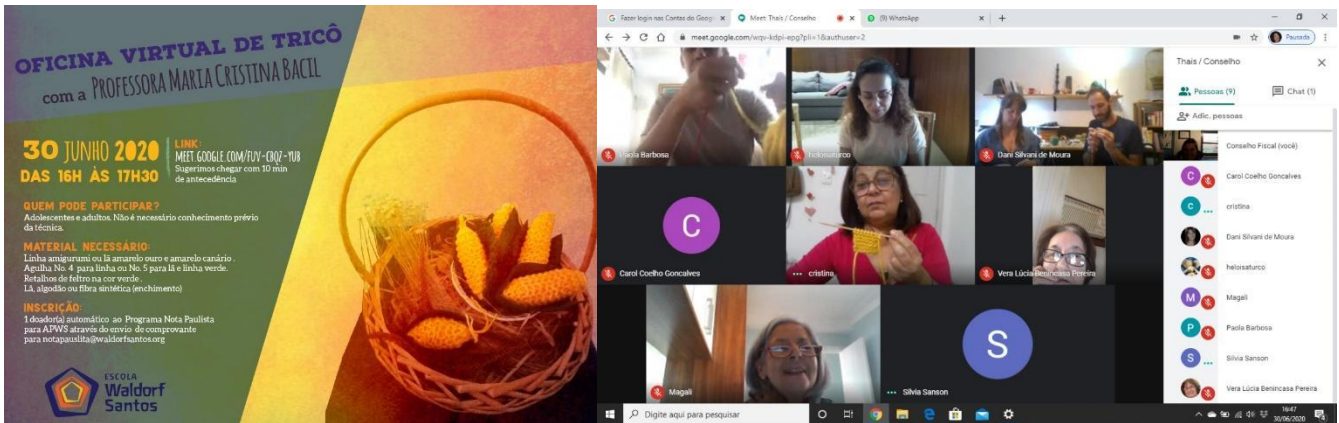 OFICINA VIRTUAL DE TRICÔ
com a PROFESSORA MARIA CRISTINA BACIL
30 JUNHO 2020
DAS 16H ÀS 17H30
LINK:
MEET.GOOGLE.COM/FUV-CBQZ-YUB
Sugerimos chegar com 10 min
de antecedência
QUEM PODE PARTICIPAR?
Adolescentes e adultos. Não é necessário conhecimento prévio
da técnica.
MATERIAL NECESSÁRIO:
Linha amigurumi ou lã amarelo ouro e amarelo canário .
Agulha No. 4 para linha ou No. 5 para lã e linha verde.
Retalhos de feltro na cor verde
Lã, algodão ou fibra sintética (enchimento)
INSCRIÇÃO:
1 doador(a) automático ao Programa Nota Paulista
para APWS através do envio de comprovante
para notapauslita@waldorfsantos.org
ESCOLA
Waldorf
Santos
Fazer login nas Contas do Googl
Meet: Thais / Conselho
(9) WhatsApp
meet.google.com/wqv-kdpi-epg?pli=1&authuser=2
Pausada
Paola Barbosa
heloisaturco
Dani Silvani de Moura
C
Carol Coelho Goncalves
cristina
Vera Lúcia Benincasa Pereira
Magali
S
Silvia Sanson
Thais / Conselho
Pessoas (9)
Chat (1)
Adic. pessoas
Conselho Fiscal (você)
C
Carol Coelho Goncalves
c
cristina
Dani Silvani de Moura
heloisaturco
M
Magali
P
Paola Barbosa
S
Silvia Sanson
Vera Lúcia Benincasa Pereira
Digite aqui para pesquisar
16:47
30/06/2020